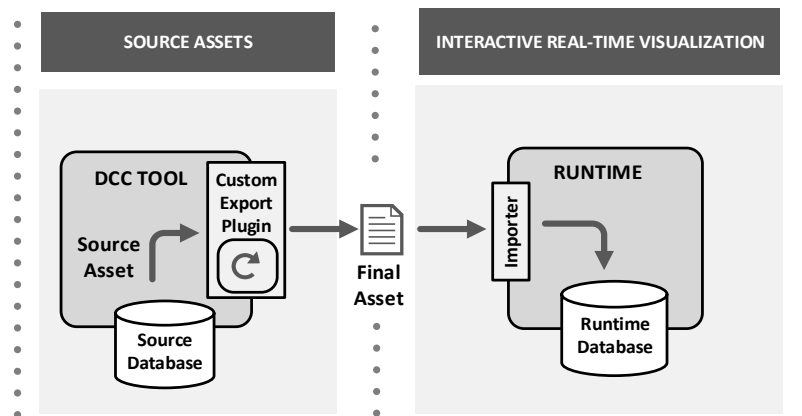 SOURCE ASSETS
INTERACTIVE REAL-TIME VISUALIZATION
DCC TOOL
Custom
Export
Plugin
Source
Asset
Source
Database
Final
Asset
RUNTIME
Importer
Runtime
Database